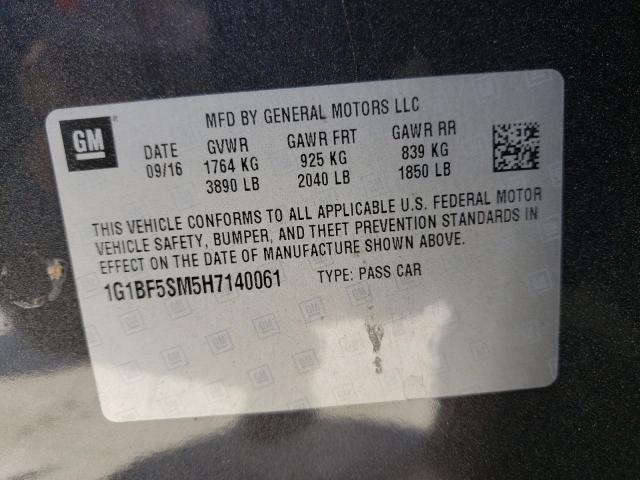 GM
MFD BY GENERAL MOTORS LLC
DATE GVWR GAWR FRT GAWR RR
09/16 1764 KG 925 KG 839 KG
3890 LB 2040 LB 1850 LB
THIS VEHICLE CONFORMS TO ALL APPLICABLE U.S. FEDERAL MOTOR
VEHICLE SAFETY, BUMPER, AND THEFT PREVENTION STANDARDS IN
EFFECT ON THE DATE OF MANUFACTURE SHOWN ABOVE.
1G1BF5SM5H7140061 TYPE: PASS CAR